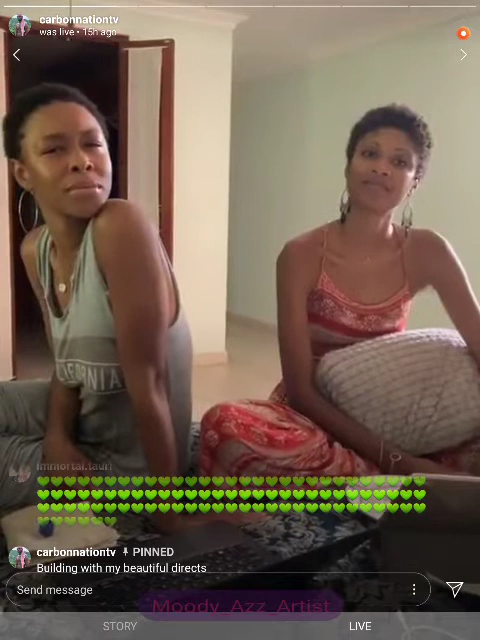 carbonnationtv
was live • 15h ago
immortal.tauri
carbonnationtv PINNED
Building with my beautiful directs
Send message
Moody_Azz_Artist
STORY
LIVE